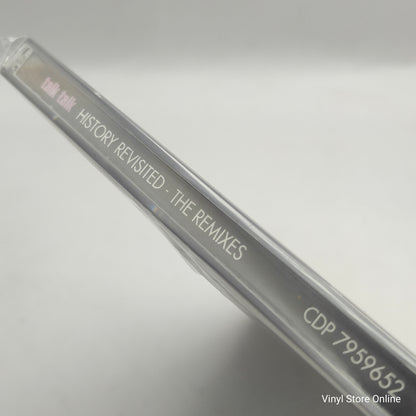 talk talk HISTORY REVISITED - THE REMIXES CDP 7959652
Vinyl Store Online